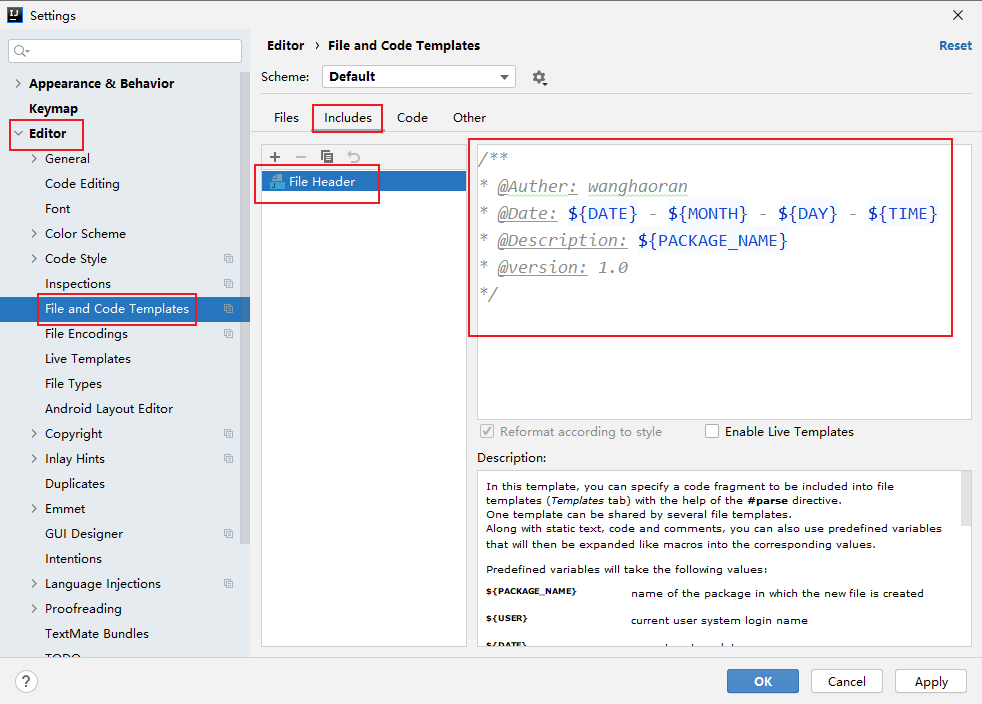 Settings
Editor › File and Code Templates
Reset
Scheme: Default
Appearance & Behavior
Keymap
Editor
General
Code Editing
Font
Color Scheme
Code Style
Inspections
File and Code Templates
File Encodings
Live Templates
File Types
Android Layout Editor
Copyright
Inlay Hints
Duplicates
Emmet
GUI Designer
Intentions
Language Injections
Proofreading
TextMate Bundles
TODO
Files Includes Code Other
File Header
/**
* @Auther: wanghaoran
* @Date: ${DATE} - ${MONTH} - ${DAY} - ${TIME}
* @Description: ${PACKAGE_NAME}
* @version: 1.0
*/
Reformat according to style
Enable Live Templates
Description:
In this template, you can specify a code fragment to be included into file
templates (Templates tab) with the help of the #parse directive.
One template can be shared by several file templates.
Along with static text, code and comments, you can also use predefined variables
that will then be expanded like macros into the corresponding values.
Predefined variables will take the following values:
${PACKAGE_NAME} name of the package in which the new file is created
${USER} current user system login name
${DATE}
?
OK Cancel Apply